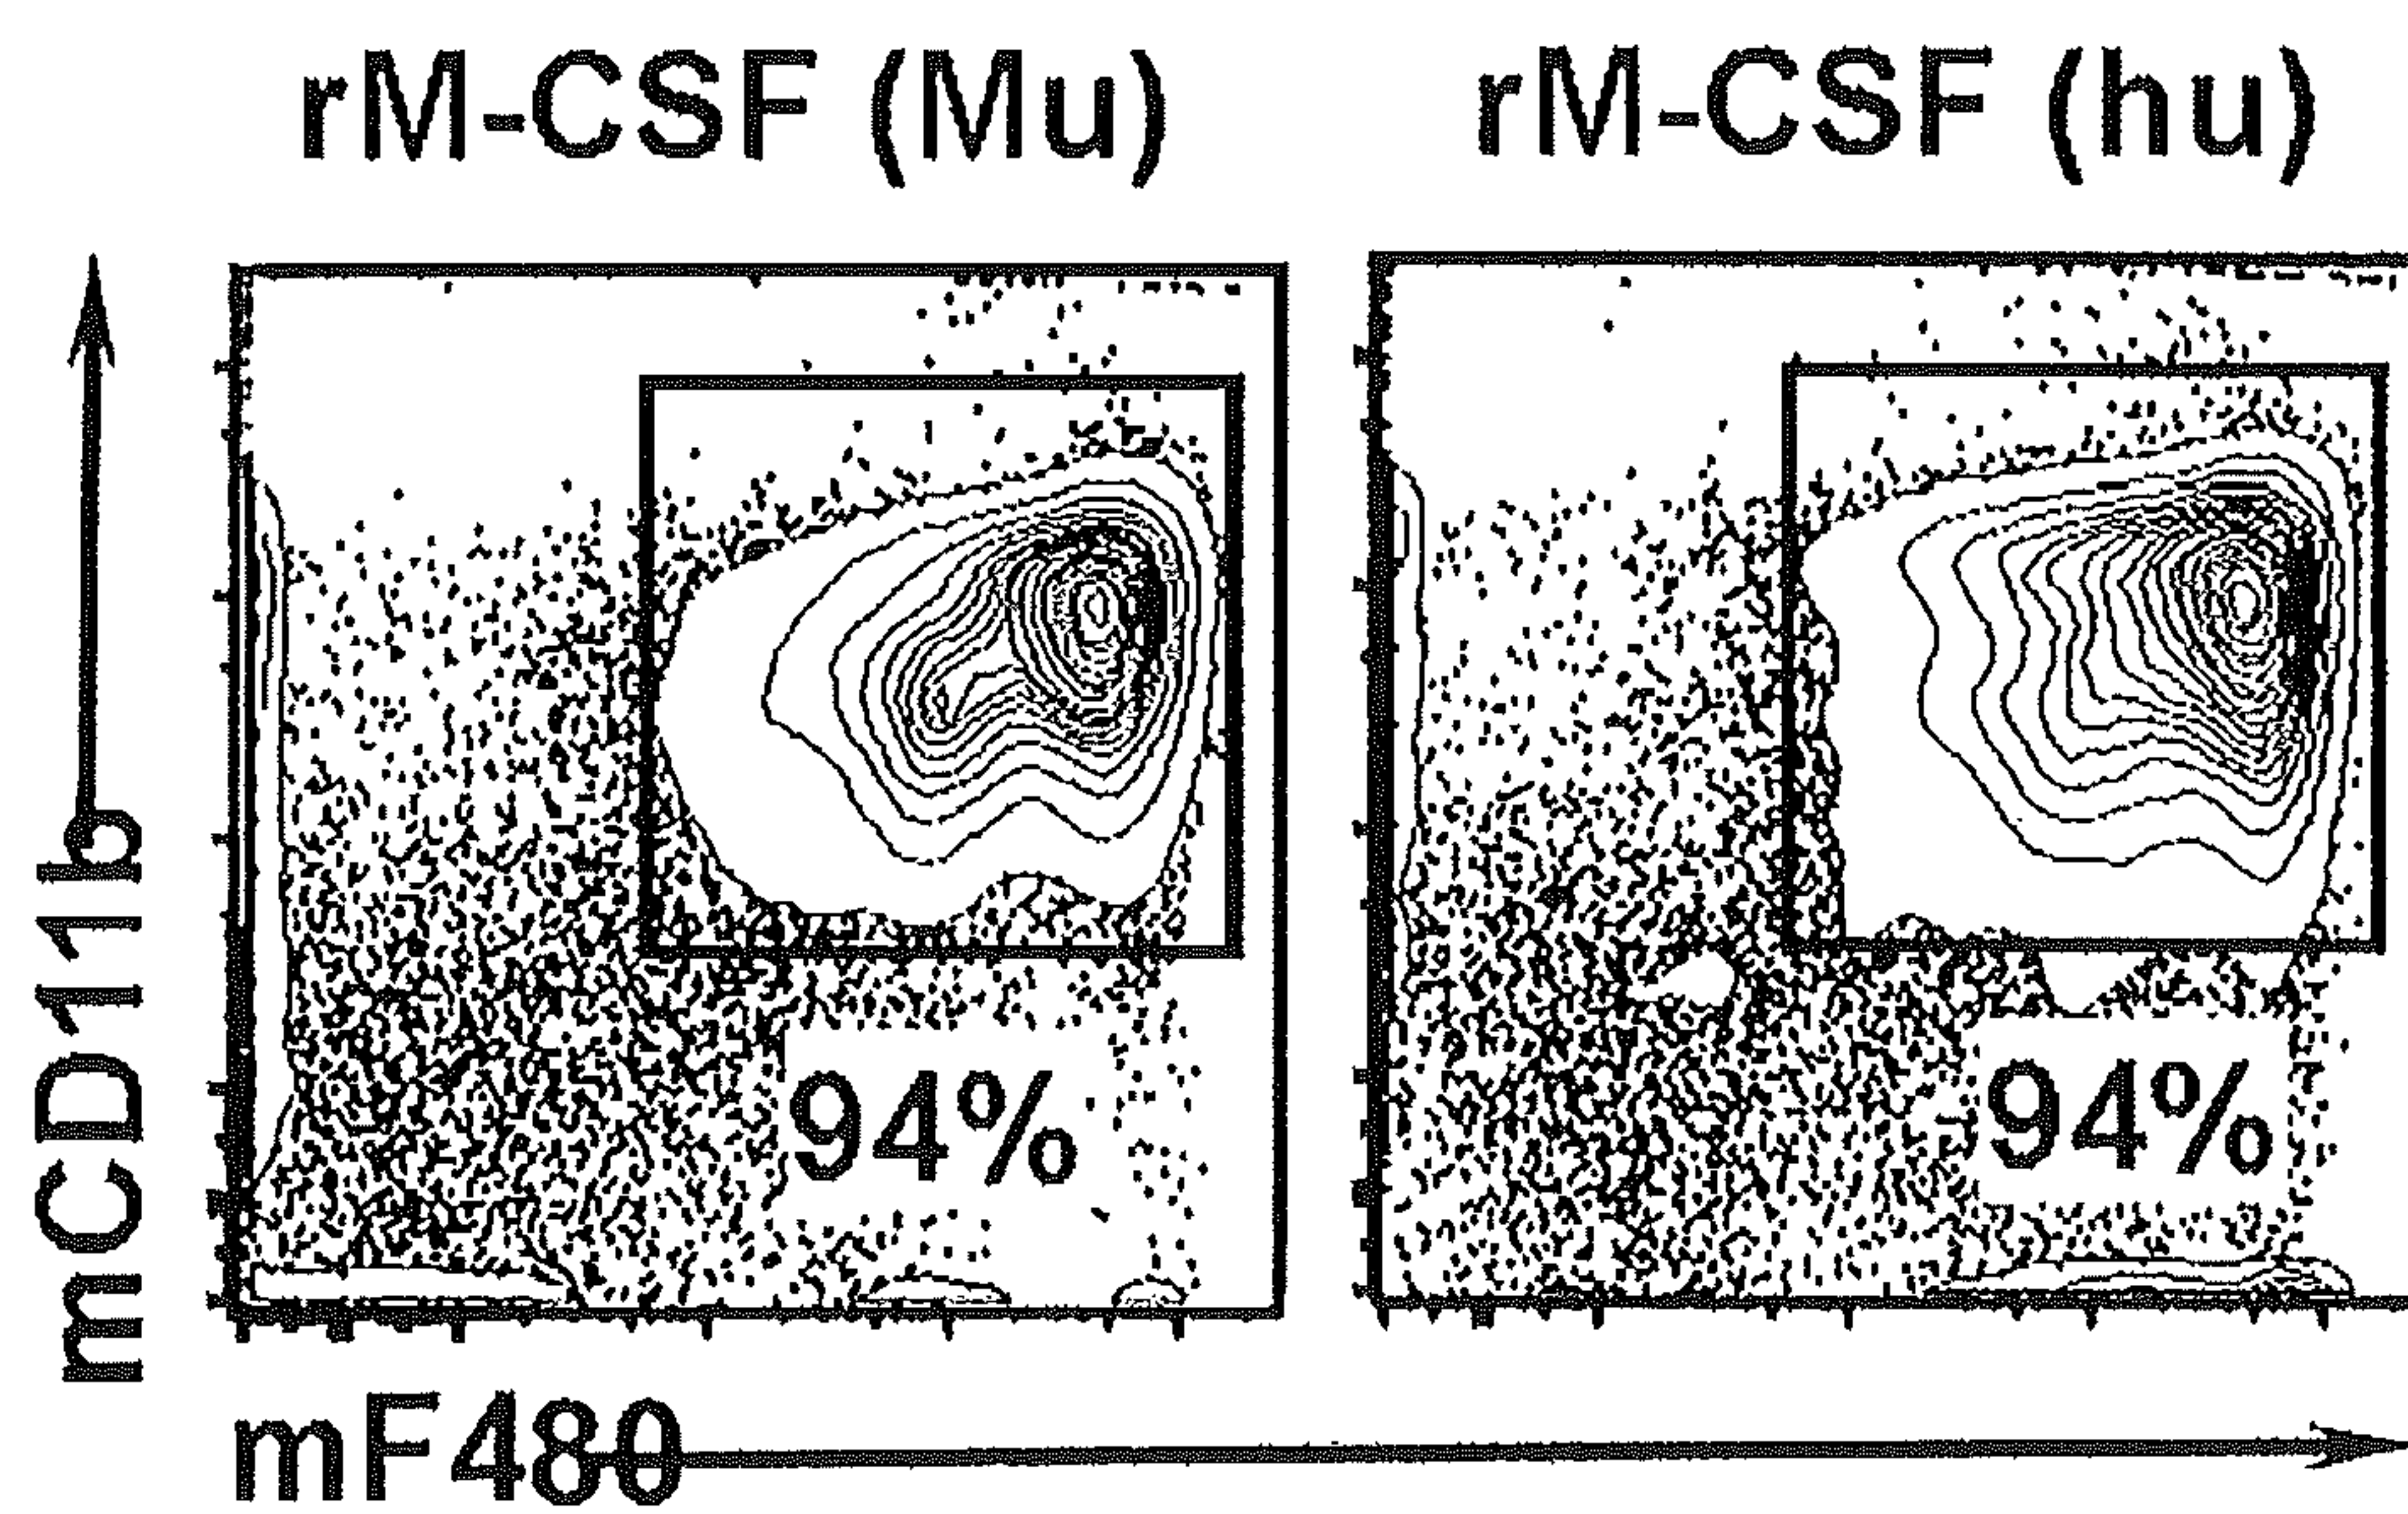 rM-CSF (Mu)
rM-CSF (hu)
mCD11b
94%
94%
mF480